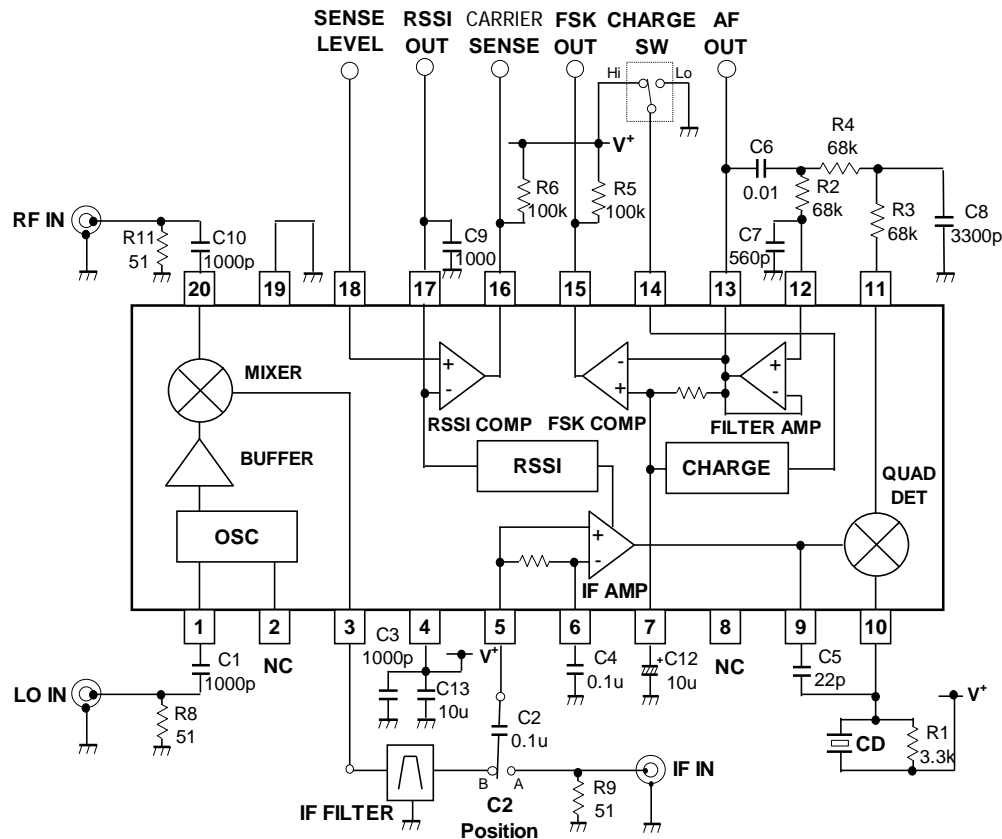 SENSE LEVEL
RSSI OUT
CARRIER SENSE
FSK OUT
CHARGE SW
AF OUT
Hi
Lo
V+
R6
100k
R5
100k
C6
0.01
R4
68k
R2
68k
R3
68k
C8
3300p
C7
560p
RF IN
R11
51
C10
1000p
C9
1000
20
19
18
17
16
15
14
13
12
11
MIXER
BUFFER
OSC
+
-
RSSI COMP
-
+
FSK COMP
+
-
FILTER AMP
RSSI
CHARGE
QUAD DET
+
-
IF AMP
1
2
3
4
5
6
7
8
9
10
NC
NC
LO IN
C1
1000p
R8
51
C3
1000p
C13
10u
V+
C2
0.1u
C4
0.1u
+
C12
10u
C5
22p
CD
R1
3.3k
V+
IF FILTER
B
A
C2
Position
R9
51
IF IN